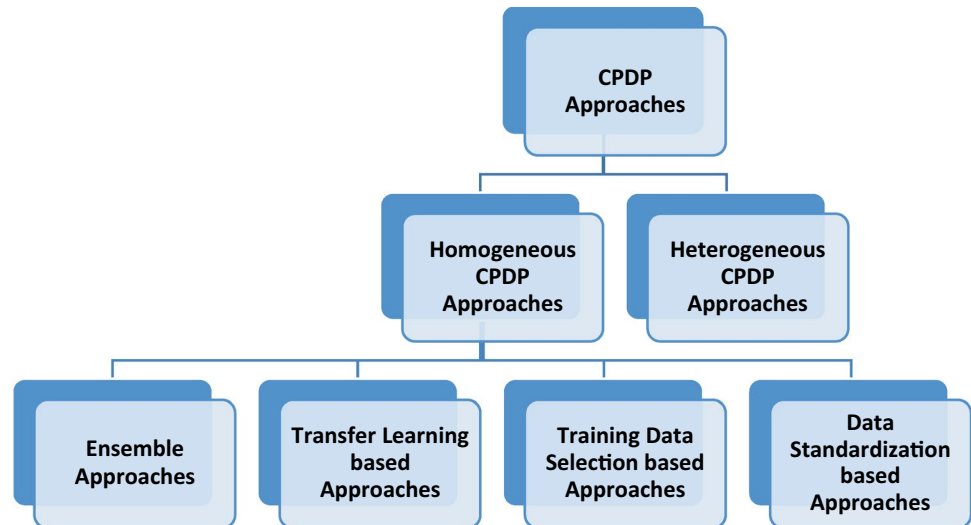 CPDP
Approaches
Homogeneous
CPDP
Approaches
Heterogeneous
CPDP
Approaches
Ensemble
Approaches
Transfer Learning
based
Approaches
Training Data
Selection based
Approaches
Data
Standardization
based
Approaches